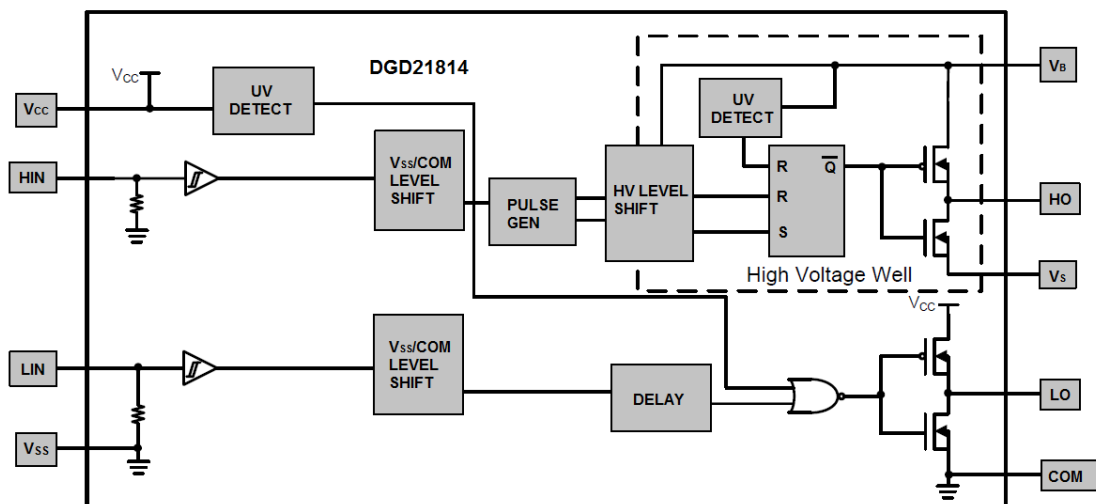 DGD21814
VCC
VCC
UV
DETECT
HIN
VSS/COM
LEVEL
SHIFT
PULSE
GEN
HV LEVEL
SHIFT
UV
DETECT
R
Q̅
R
S
High Voltage Well
VB
HO
VS
LIN
VSS/COM
LEVEL
SHIFT
DELAY
VCC
LO
VSS
COM